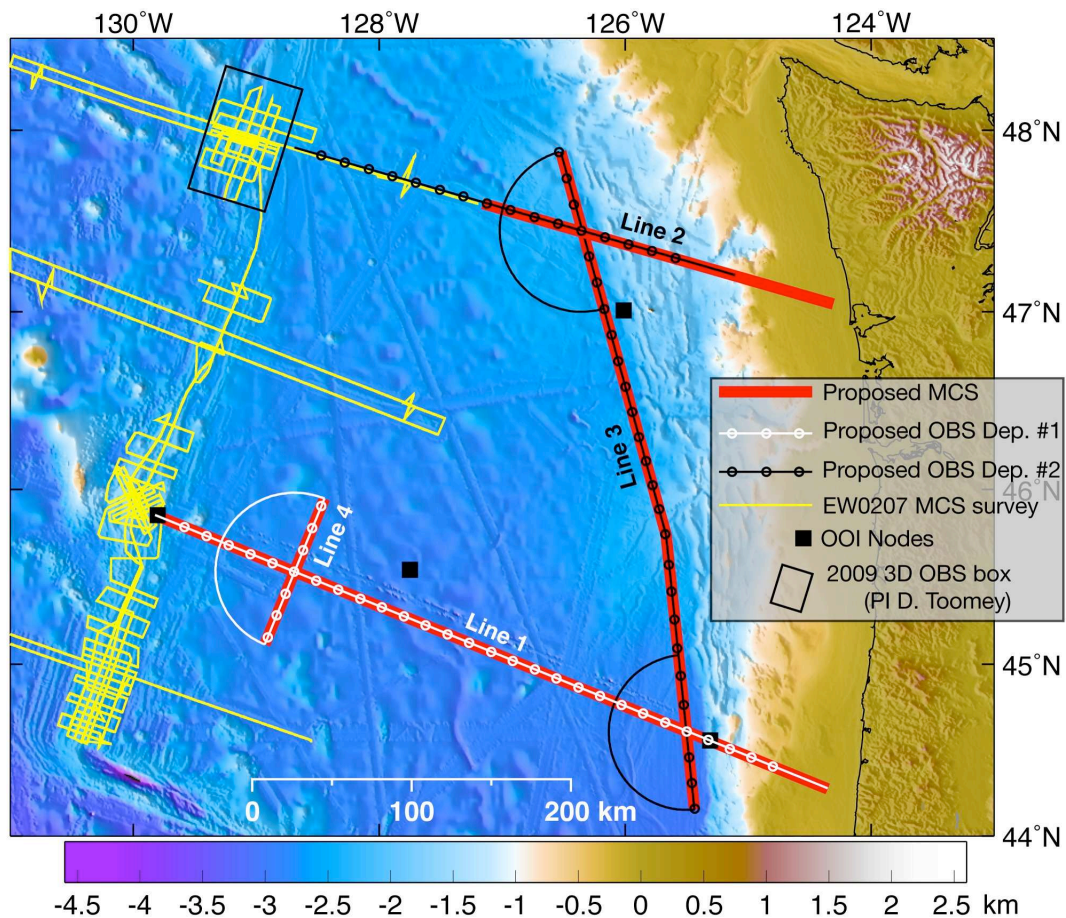 130°W 128°W 126°W 124°W
48°N
Line 2
47°N
Proposed MCS
Proposed OBS Dep. #1
Line 3
Proposed OBS Dep. #2
46°N
EW0207 MCS survey
Line 4
OOI Nodes
2009 3D OBS box
(PI D. Toomey)
Line 1
45°N
0 100 200 km
44°N
-4.5 -4 -3.5 -3 -2.5 -2 -1.5 -1 -0.5 0 0.5 1 1.5 2 2.5 km